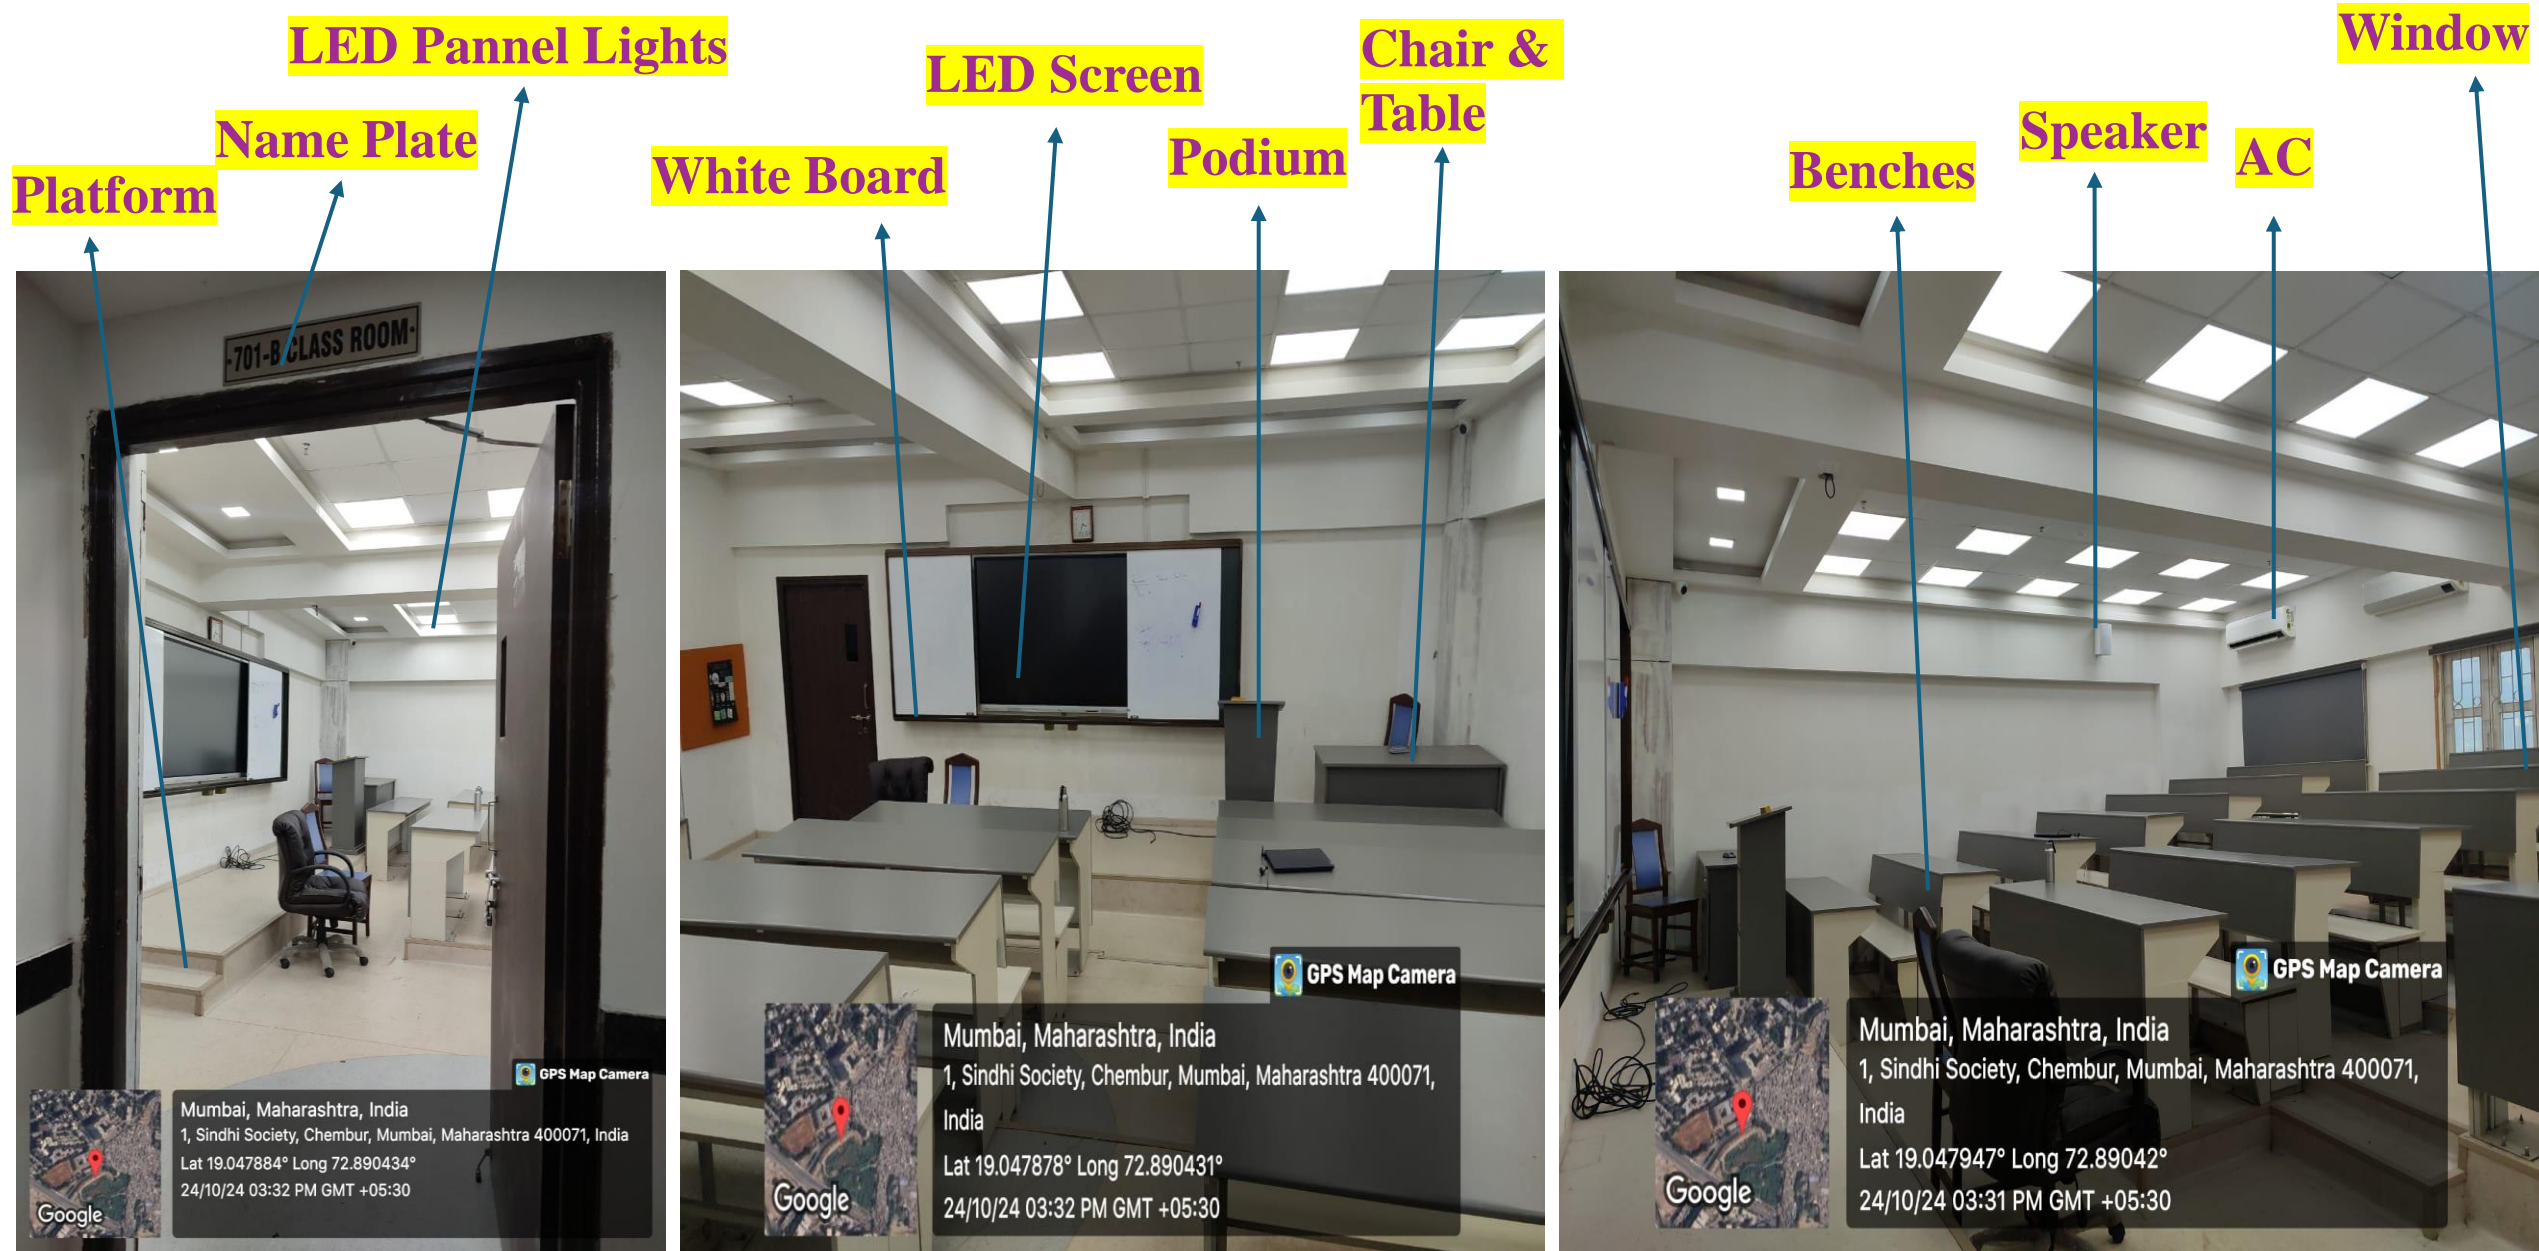 LED Pannel Lights
Name Plate
Platform
White Board
LED Screen
Podium
Chair &
Table
Benches
Speaker
AC
Window
·701-B CLASS ROOM·
GPS Map Camera
Mumbai, Maharashtra, India
1, Sindhi Society, Chembur, Mumbai, Maharashtra 400071, India
Lat 19.047884° Long 72.890434°
24/10/24 03:32 PM GMT +05:30
Google
GPS Map Camera
Mumbai, Maharashtra, India
1, Sindhi Society, Chembur, Mumbai, Maharashtra 400071,
India
Lat 19.047878° Long 72.890431°
24/10/24 03:32 PM GMT +05:30
Google
GPS Map Camera
Mumbai, Maharashtra, India
1, Sindhi Society, Chembur, Mumbai, Maharashtra 400071,
India
Lat 19.047947° Long 72.89042°
24/10/24 03:31 PM GMT +05:30
Google